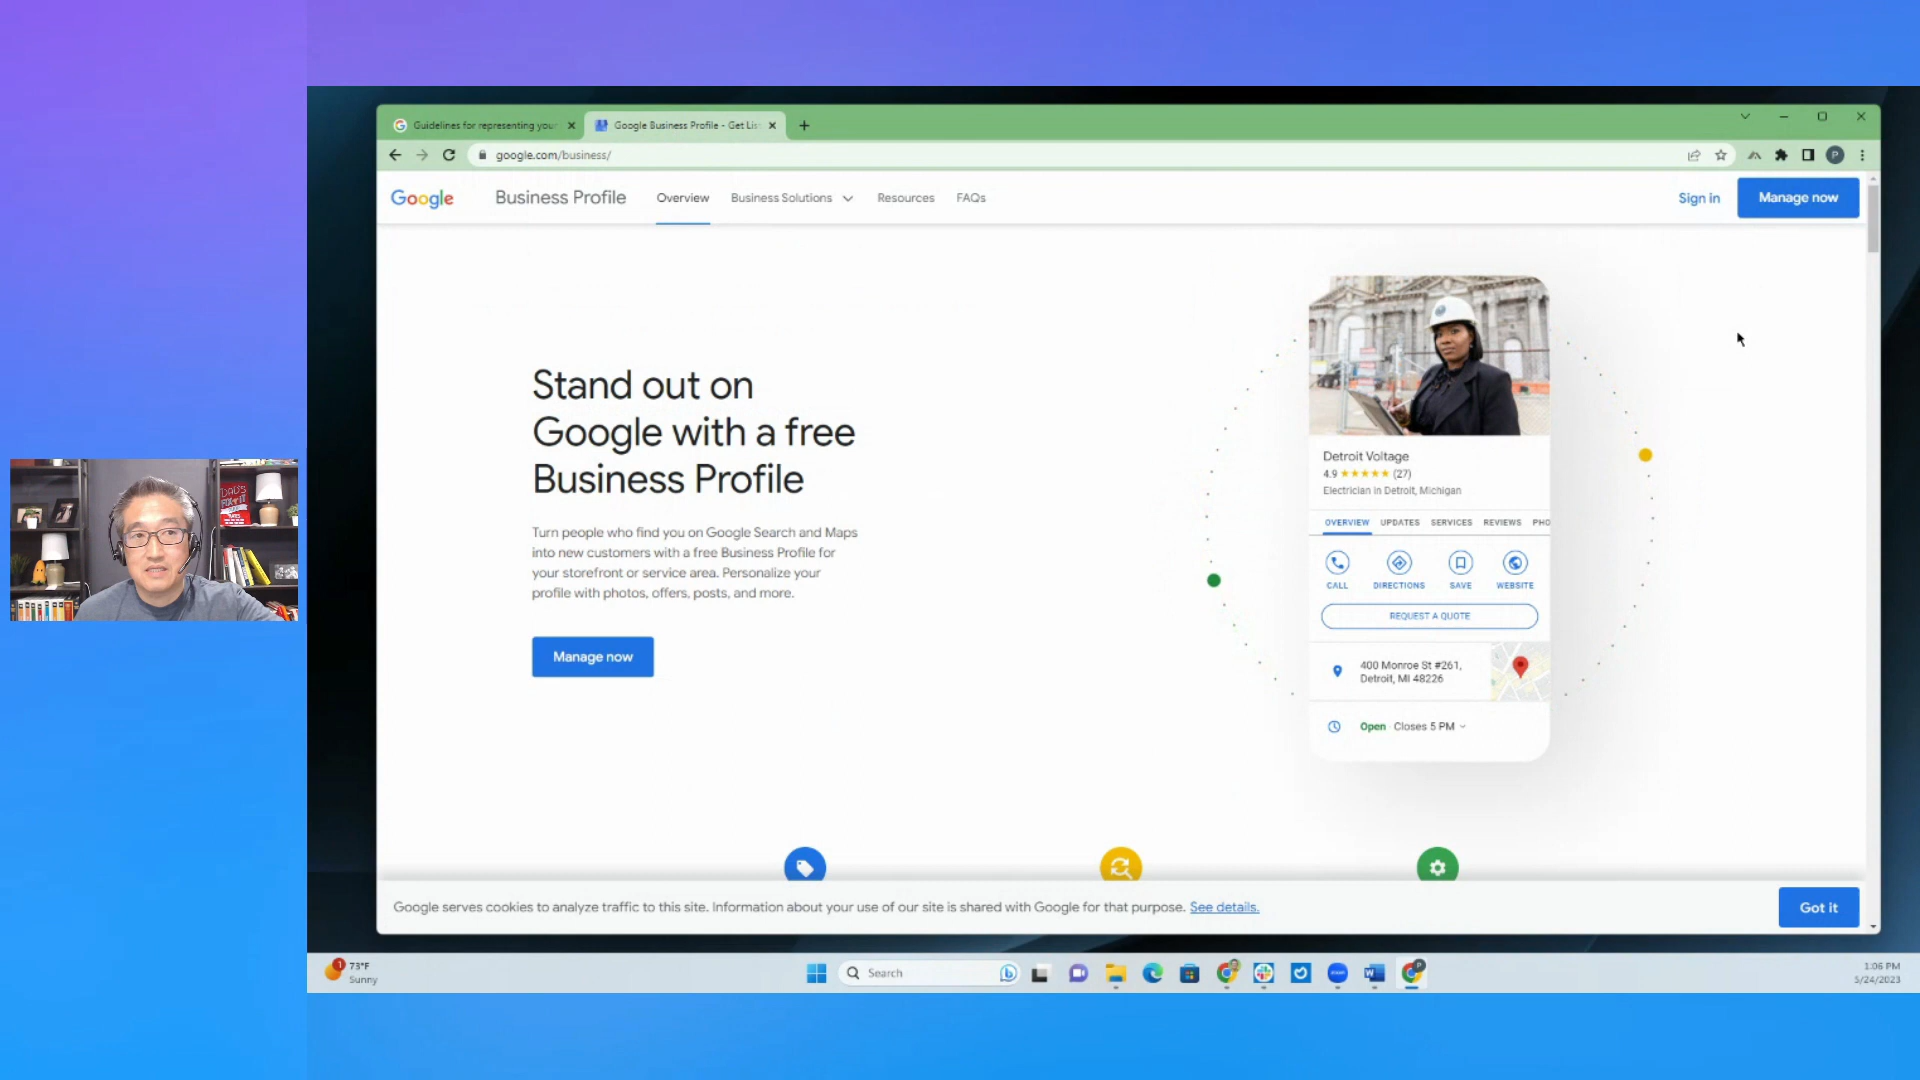 Guidelines for representing your
Google Business Profile - Get Lis
google.com/business/
Google
Business Profile
Overview
Business Solutions
Resources
FAQs
Sign in
Manage now
Stand out on
Google with a free
Business Profile
Turn people who find you on Google Search and Maps
into new customers with a free Business Profile for
your storefront or service area. Personalize your
profile with photos, offers, posts, and more.
Manage now
Detroit Voltage
4.9 ★★★★★ (27)
Electrician in Detroit, Michigan
OVERVIEW UPDATES SERVICES REVIEWS PHO
CALL DIRECTIONS SAVE WEBSITE
REQUEST A QUOTE
400 Monroe St #261,
Detroit, MI 48226
Open Closes 5 PM
DAD'S
FIX-IT
Google serves cookies to analyze traffic to this site. Information about your use of our site is shared with Google for that purpose. See details.
Got it
1
73°F
Sunny
Search
1:06 PM
5/24/2023